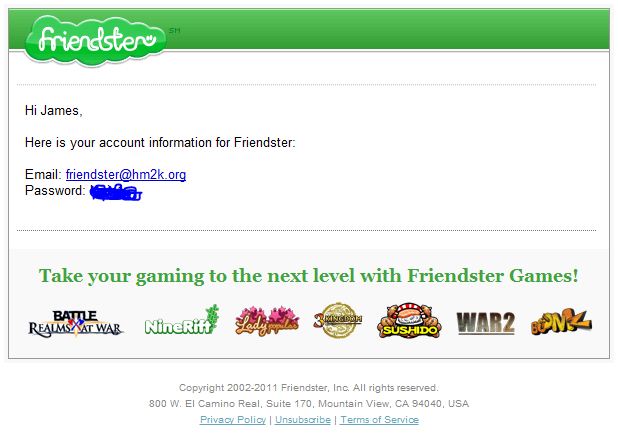 friendster SM
Hi James,
Here is your account information for Friendster:
Email: friendster@hm2k.org
Password:
Take your gaming to the next level with Friendster Games!
BATTLE
REALMS AT WAR
NineRift
Lady popular
3 KINGDOM
SUSHIDO
WAR2
BOOMZ
Copyright 2002-2011 Friendster, Inc. All rights reserved.
800 W. El Camino Real, Suite 170, Mountain View, CA 94040, USA
Privacy Policy | Unsubscribe | Terms of Service